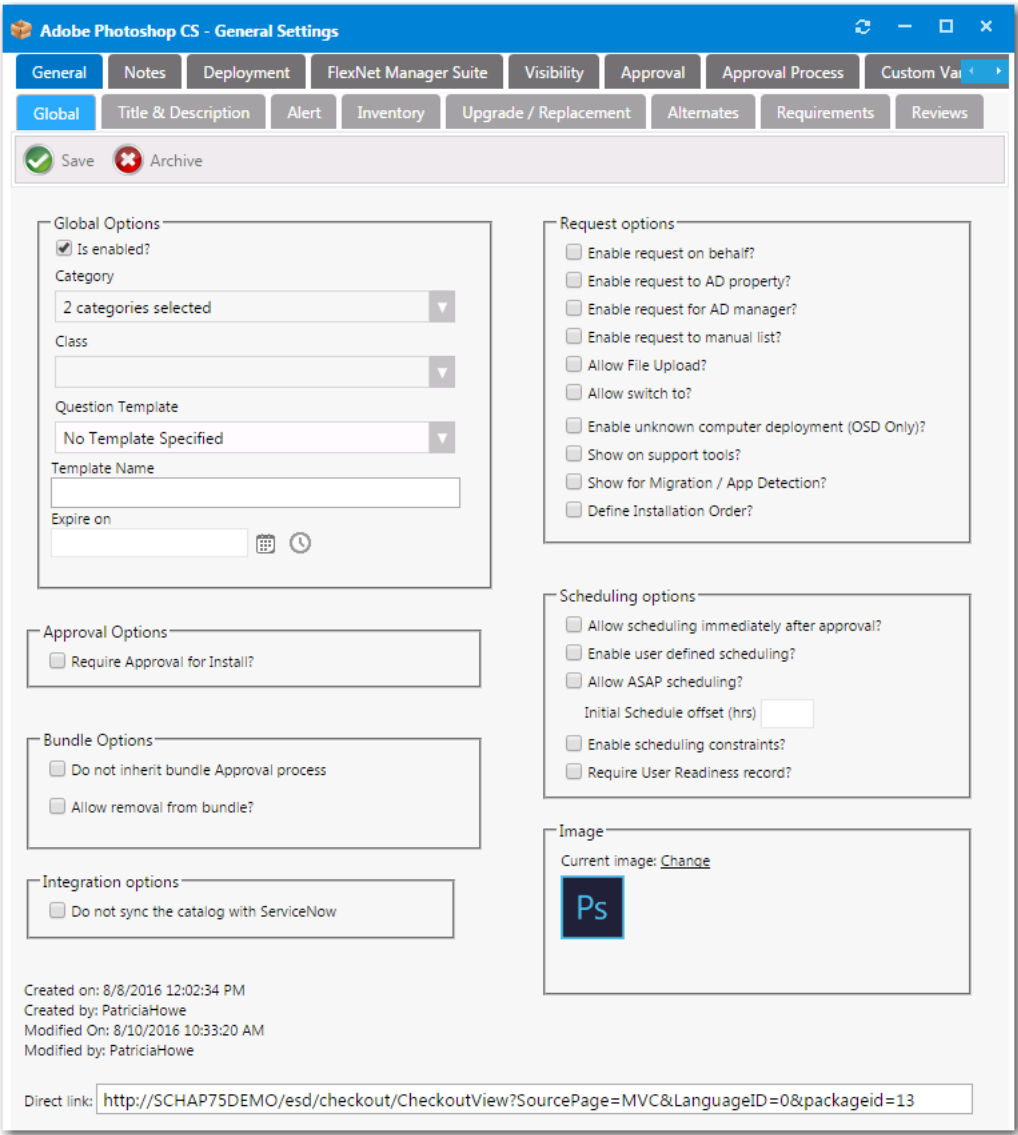 Adobe Photoshop CS - General Settings
General Notes Deployment FlexNet Manager Suite Visibility Approval Approval Process Custom Va
Global Title & Description Alert Inventory Upgrade / Replacement Alternates Requirements Reviews
Save Archive
Global Options
Is enabled?
Category
2 categories selected
Class
Question Template
No Template Specified
Template Name
Expire on
Approval Options
Require Approval for Install?
Bundle Options
Do not inherit bundle Approval process
Allow removal from bundle?
Integration options
Do not sync the catalog with ServiceNow
Request options
Enable request on behalf?
Enable request to AD property?
Enable request for AD manager?
Enable request to manual list?
Allow File Upload?
Allow switch to?
Enable unknown computer deployment (OSD Only)?
Show on support tools?
Show for Migration / App Detection?
Define Installation Order?
Scheduling options
Allow scheduling immediately after approval?
Enable user defined scheduling?
Allow ASAP scheduling?
Initial Schedule offset (hrs)
Enable scheduling constraints?
Require User Readiness record?
Image
Current image: Change
Ps
Created on: 8/8/2016 12:02:34 PM
Created by: PatriciaHowe
Modified On: 8/10/2016 10:33:20 AM
Modified by: PatriciaHowe
Direct link: http://SCHAP75DEMO/esd/checkout/CheckoutView?SourcePage=MVC&LanguageID=0&packageid=13